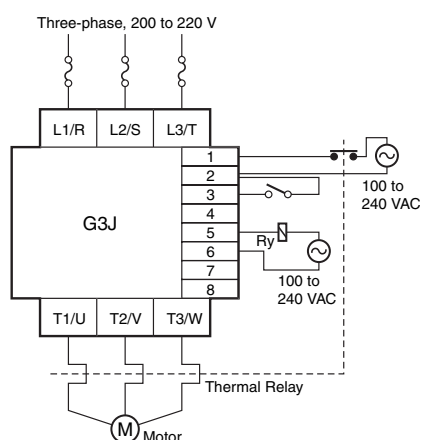 Three-phase, 200 to 220 V
L1/R L2/S L3/T
1
2
3
4
5
6
7
8
100 to
240 VAC
G3J
Ry
100 to
240 VAC
T1/U T2/V T3/W
Thermal Relay
M Motor